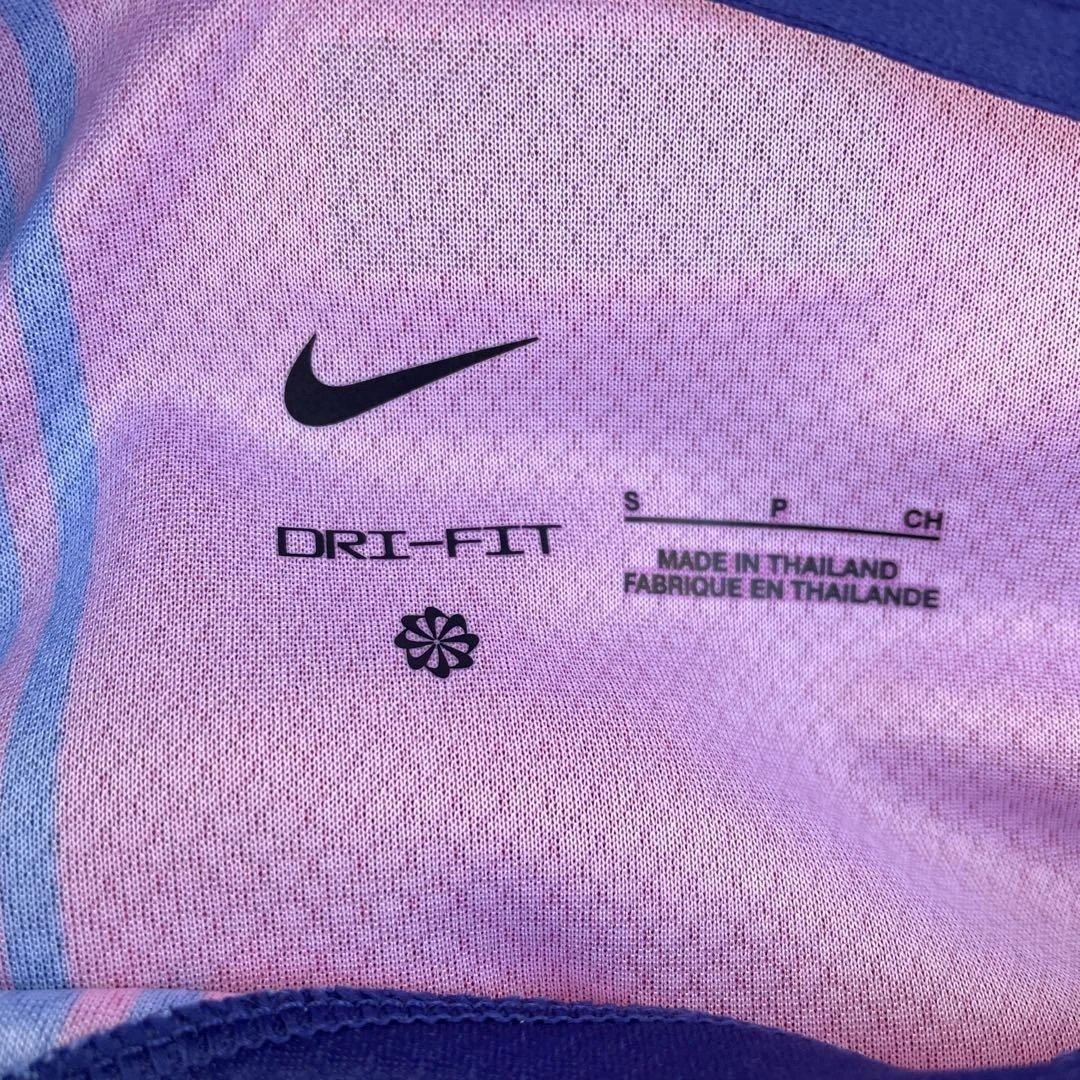 DRI-FIT
S P CH
MADE IN THAILAND
FABRIQUE EN THAILANDE